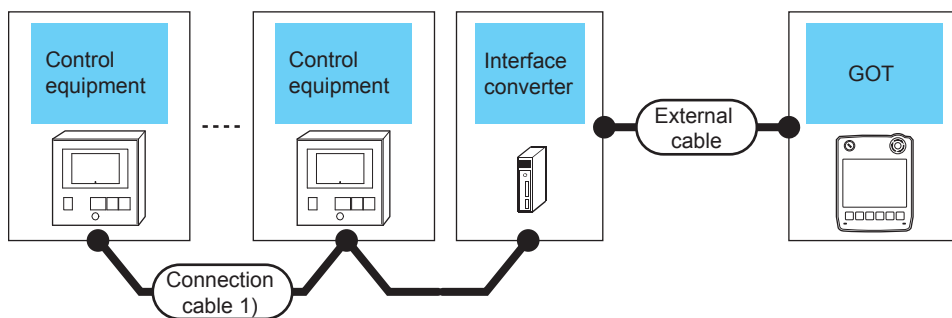 Control
equipment
Control
equipment
Interface
converter
External
cable
GOT
Connection
cable 1)